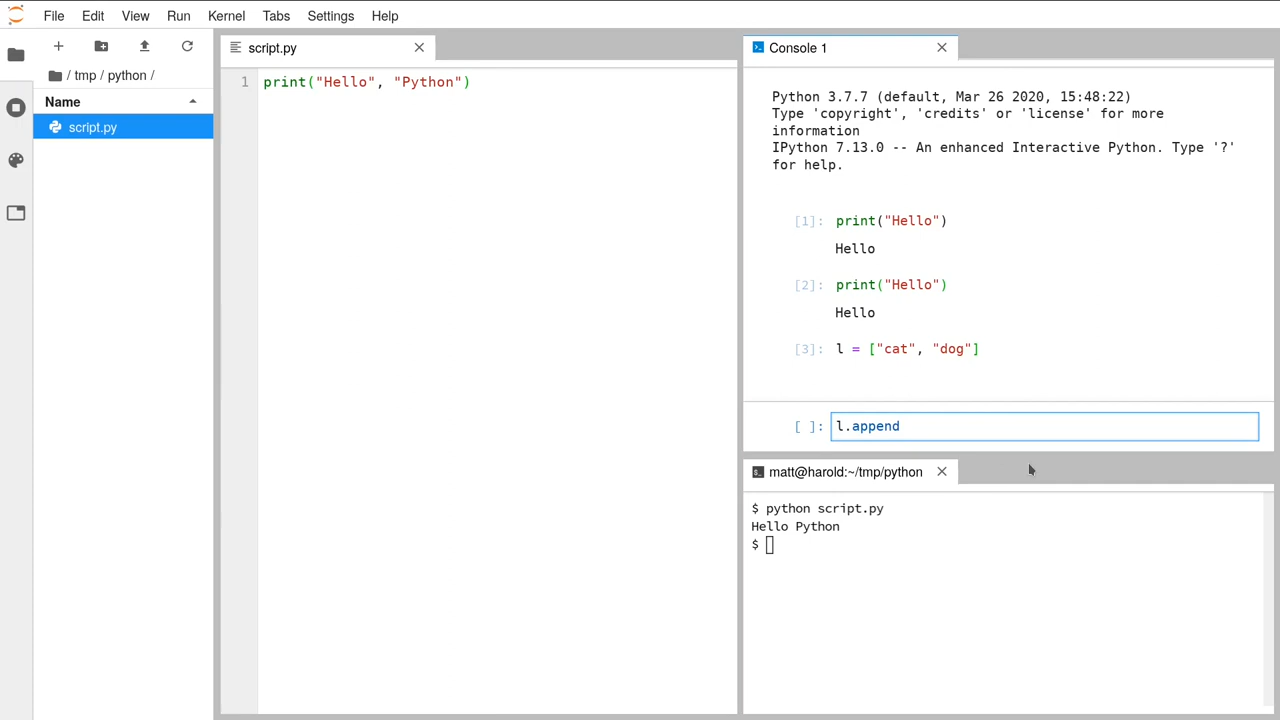 File Edit View Run Kernel Tabs Settings Help
/ tmp / python /
Name
script.py
script.py
1 print("Hello", "Python")
Console 1
Python 3.7.7 (default, Mar 26 2020, 15:48:22)
Type 'copyright', 'credits' or 'license' for more
information
IPython 7.13.0 -- An enhanced Interactive Python. Type '?'
for help.
[1]: print("Hello")
Hello
[2]: print("Hello")
Hello
[3]: l = ["cat", "dog"]
[ ]: l.append
matt@harold:~/tmp/python
$ python script.py
Hello Python
$